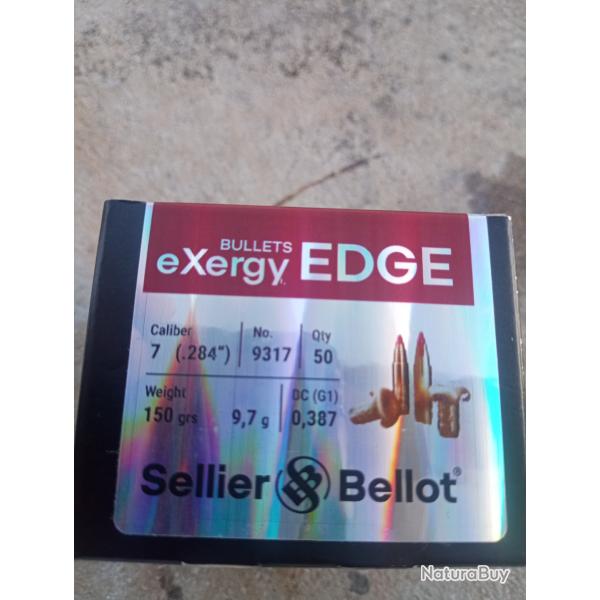 BULLETS
eXergy EDGE
Caliber No. Qty
7 (.284") 9317 50
Weight BC (G1)
150 grs 9,7 g 0,387
Sellier SB Bellot®
NaturaBuy